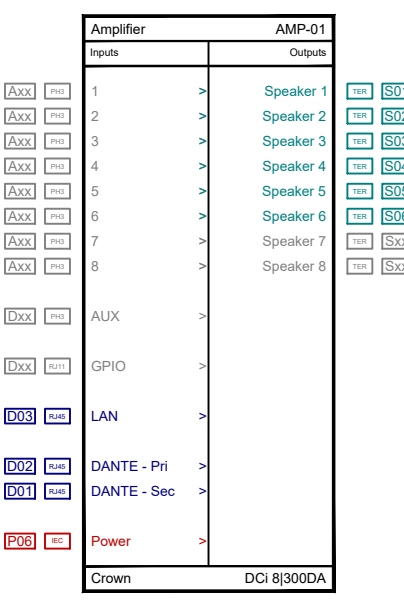 Amplifier AMP-01
Inputs Outputs
Axx PH3 1 > Speaker 1 TER S01
Axx PH3 2 > Speaker 2 TER S02
Axx PH3 3 > Speaker 3 TER S03
Axx PH3 4 > Speaker 4 TER S04
Axx PH3 5 > Speaker 5 TER S05
Axx PH3 6 > Speaker 6 TER S06
Axx PH3 7 > Speaker 7 TER Sxx
Axx PH3 8 > Speaker 8 TER Sxx
Dxx PH3 AUX >
Dxx RJ11 GPIO >
D03 RJ45 LAN >
D02 RJ45 DANTE - Pri >
D01 RJ45 DANTE - Sec >
P06 IEC Power >
Crown DCi 8|300DA